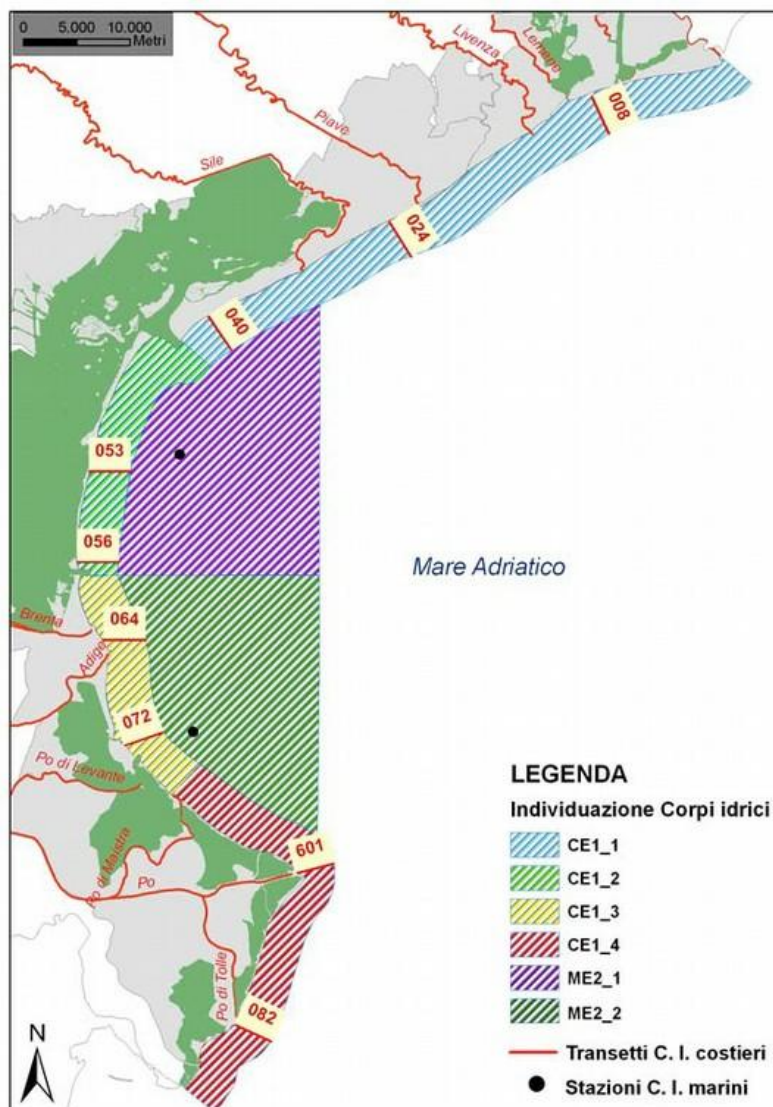 0 5.000 10.000
Metri
Livenza
Lemene
008
Piave
Sile
024
040
053
056
Mare Adriatico
064
Brenta
Adige
072
Po di Levante
LEGENDA
Individuazione Corpi idrici
CE1_1
CE1_2
601
Po di Maistra
Po
CE1_3
CE1_4
ME2_1
Po di Tolle
082
ME2_2
N
Transetti C. I. costieri
Stazioni C. I. marini